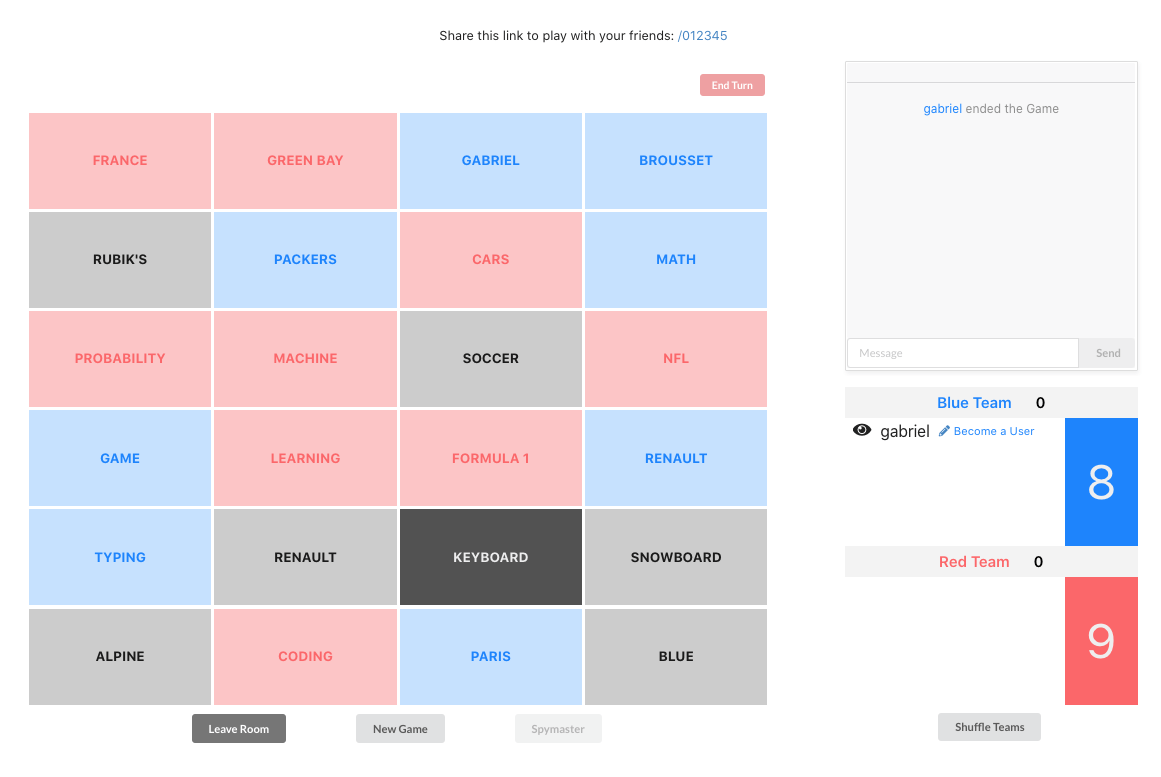 Share this link to play with your friends: /012345
End Turn
FRANCE GREEN BAY GABRIEL BROUSSET
RUBIK'S PACKERS CARS MATH
PROBABILITY MACHINE SOCCER NFL
GAME LEARNING FORMULA 1 RENAULT
TYPING RENAULT KEYBOARD SNOWBOARD
ALPINE CODING PARIS BLUE
Leave Room New Game Spymaster
gabriel ended the Game
Message Send
Blue Team 0
gabriel Become a User
8
Red Team 0
9
Shuffle Teams